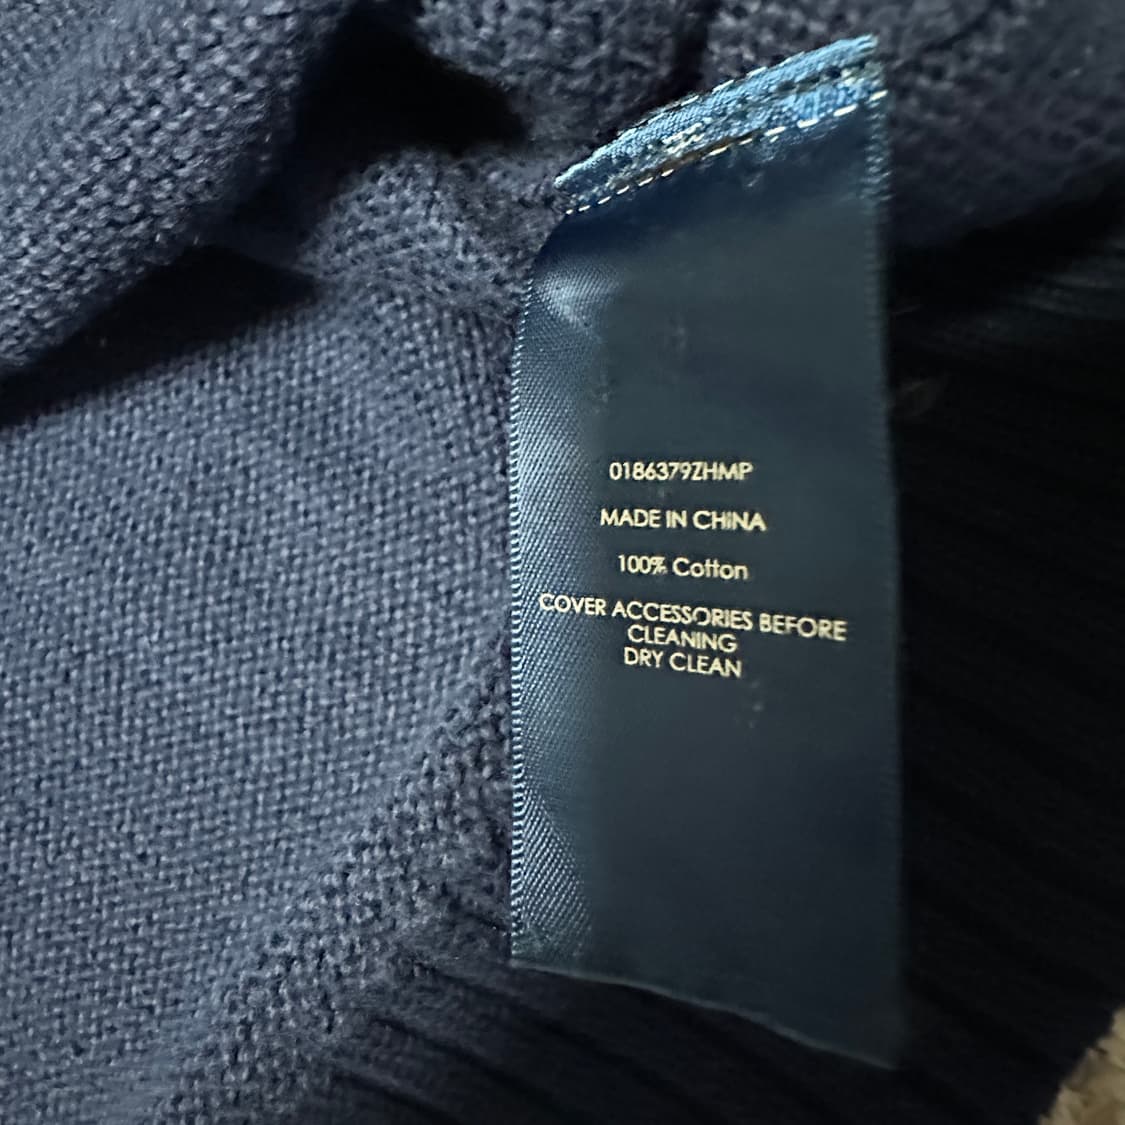 0186379ZHMP
MADE IN CHINA
100% Cotton
COVER ACCESSORIES BEFORE
CLEANING
DRY CLEAN